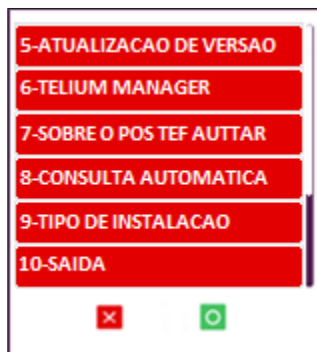 5-ATUALIZACAO DE VERSAO
6-TELIUM MANAGER
7-SOBRE O POS TEF AUTTAR
8-CONSULTA AUTOMATICA
9-TIPO DE INSTALACAO
10-SAIDA